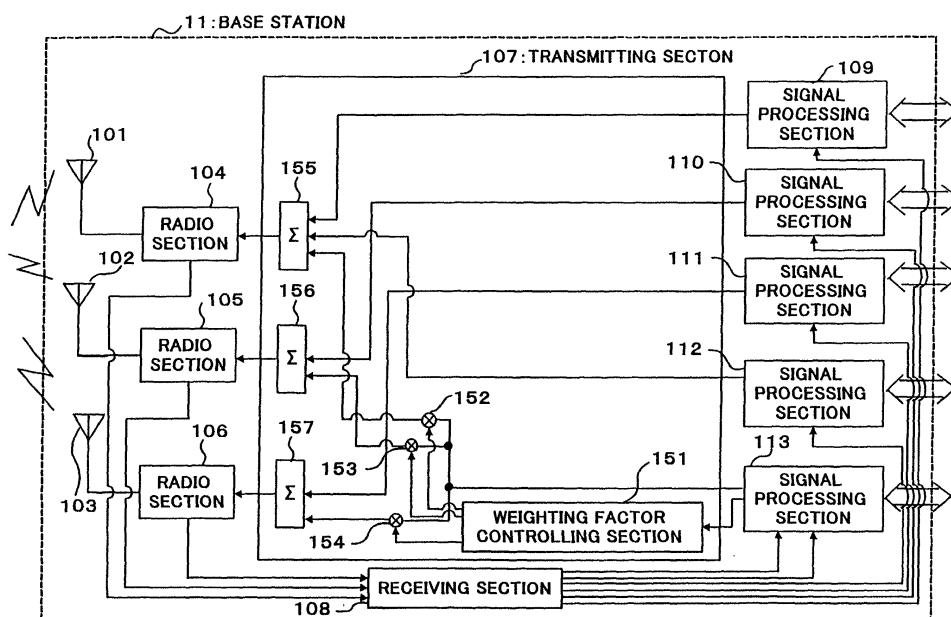 11: BASE STATION
107: TRANSMITTING SECTON
109
SIGNAL
PROCESSING
SECTION
101
104
155
110
RADIO
SECTION
Σ
SIGNAL
PROCESSING
SECTION
102
105
156
111
RADIO
SECTION
Σ
SIGNAL
PROCESSING
SECTION
112
SIGNAL
PROCESSING
SECTION
152
153
103
106
157
151
113
RADIO
SECTION
Σ
154
WEIGHTING FACTOR
CONTROLLING SECTION
SIGNAL
PROCESSING
SECTION
RECEIVING SECTION
108